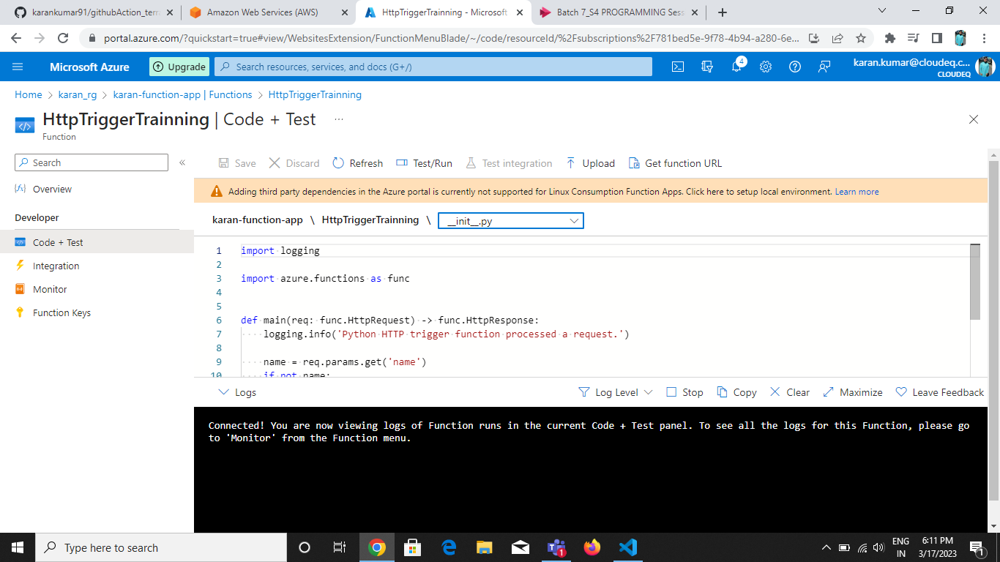 karankumar91/githubAction_terr
Amazon Web Services (AWS)
HttpTriggerTrainning - Microsoft
Batch 7_S4 PROGRAMMING Sess
portal.azure.com/?quickstart=true#view/WebsitesExtension/FunctionMenuBlade/~/code/resourceId/%2Fsubscriptions%2F781bed5e-9f78-4b94-a280-6e...
Microsoft Azure
Upgrade
Search resources, services, and docs (G+/)
4
karan.kumar@cloudeq.c...
CLOUDEQ
Home > karan_rg > karan-function-app | Functions > HttpTriggerTrainning
HttpTriggerTrainning | Code + Test ...
Function
Search
«
Save
Discard
Refresh
Test/Run
Test integration
Upload
Get function URL
Overview
Developer
Code + Test
Integration
Monitor
Function Keys
Adding third party dependencies in the Azure portal is currently not supported for Linux Consumption Function Apps. Click here to setup local environment. Learn more
karan-function-app \ HttpTriggerTrainning \ __init__.py
1 import logging
2
3 import azure.functions as func
4
5
6 def main(req: func.HttpRequest) -> func.HttpResponse:
7 logging.info('Python HTTP trigger function processed a request.')
8
9 name = req.params.get('name')
10 if not name:
Logs
Log Level
Stop
Copy
Clear
Maximize
Leave Feedback
Connected! You are now viewing logs of Function runs in the current Code + Test panel. To see all the logs for this Function, please go
to 'Monitor' from the Function menu.
Type here to search
1
ENG
IN
6:11 PM
3/17/2023
1